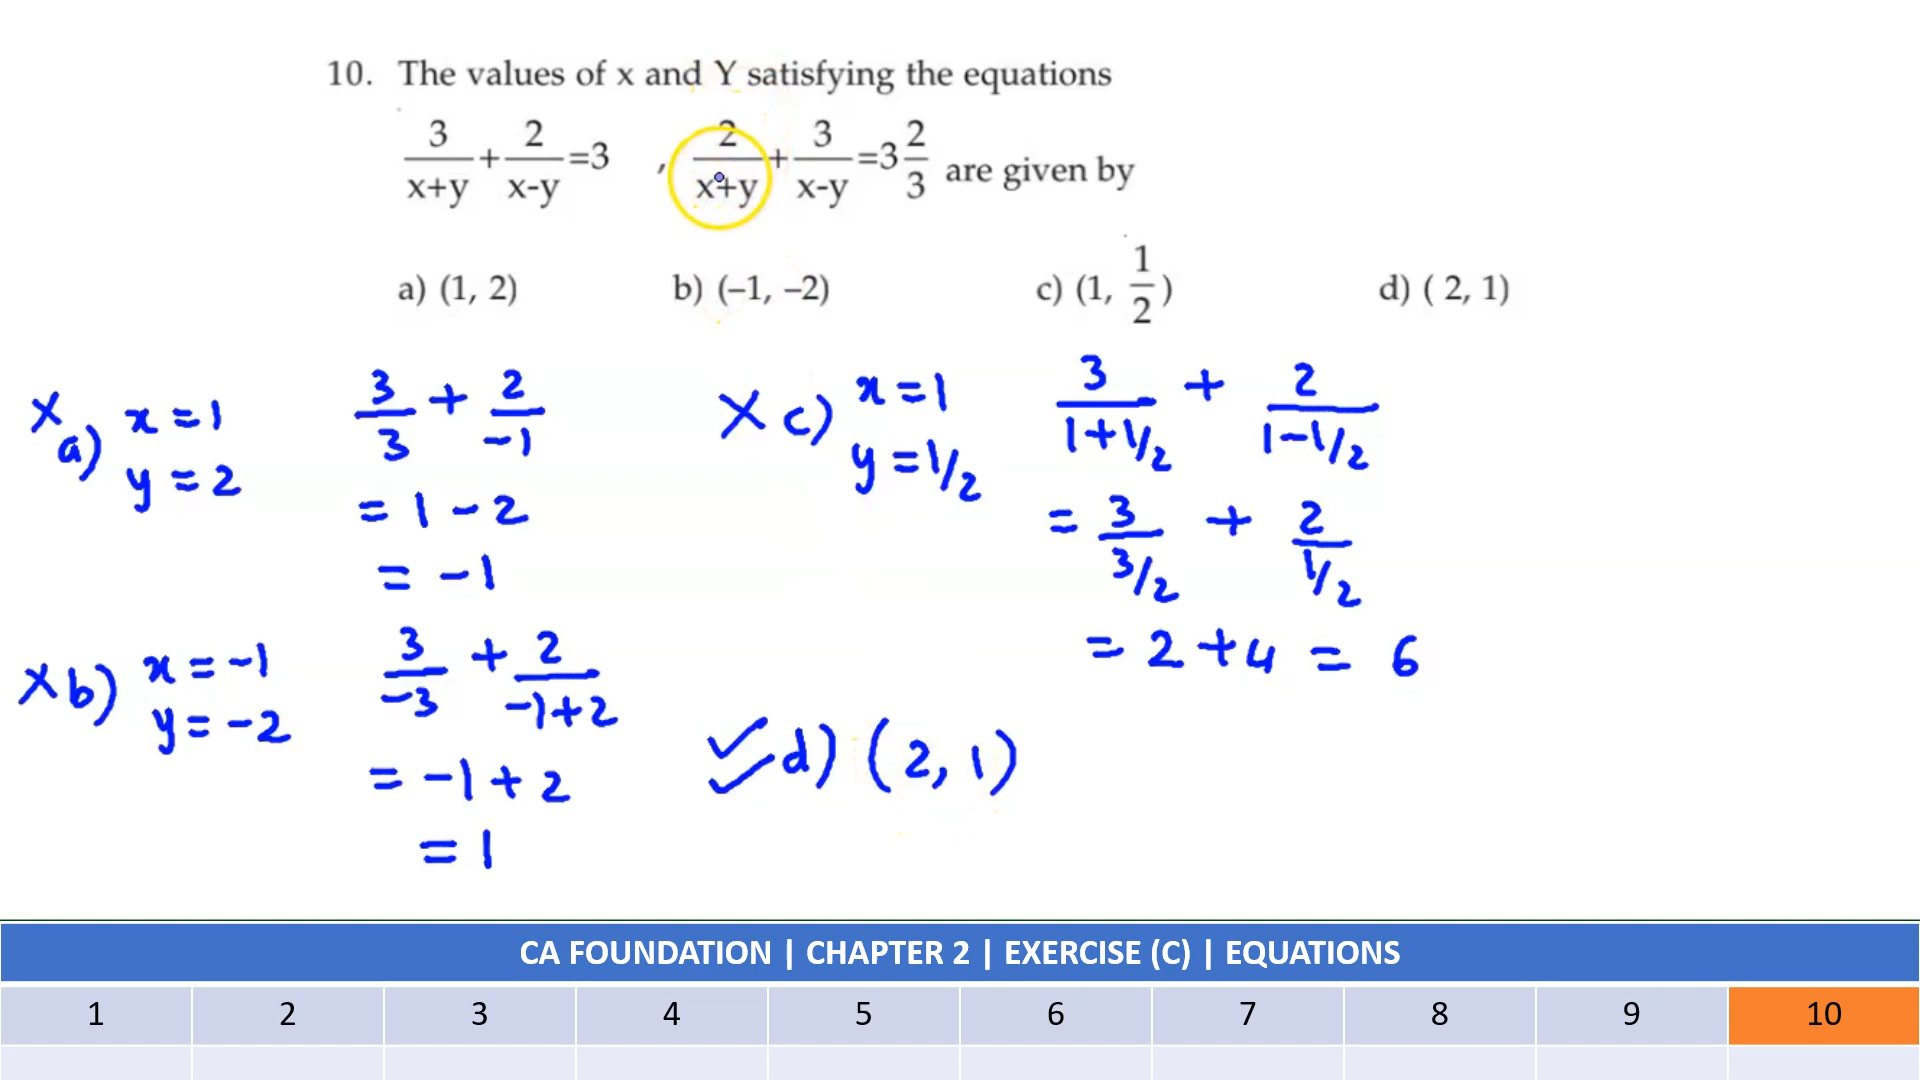 10. The values of x and Y satisfying the equations
3/x+y + 2/x-y =3 , 2/x+y + 3/x-y =3 2/3 are given by
a) (1, 2) b) (–1, –2) c) (1, 1/2) d) ( 2, 1)
X a) x = 1
y = 2
3/3 + 2/-1
= 1 - 2
= -1
X b) x = -1
y = -2
3/-3 + 2/-1+2
= -1 + 2
= 1
X c) x = 1
y = 1/2
3/1+1/2 + 2/1-1/2
= 3/3/2 + 2/1/2
= 2 + 4 = 6
✓✓ d) (2, 1)
CA FOUNDATION | CHAPTER 2 | EXERCISE (C) | EQUATIONS
1 2 3 4 5 6 7 8 9 10